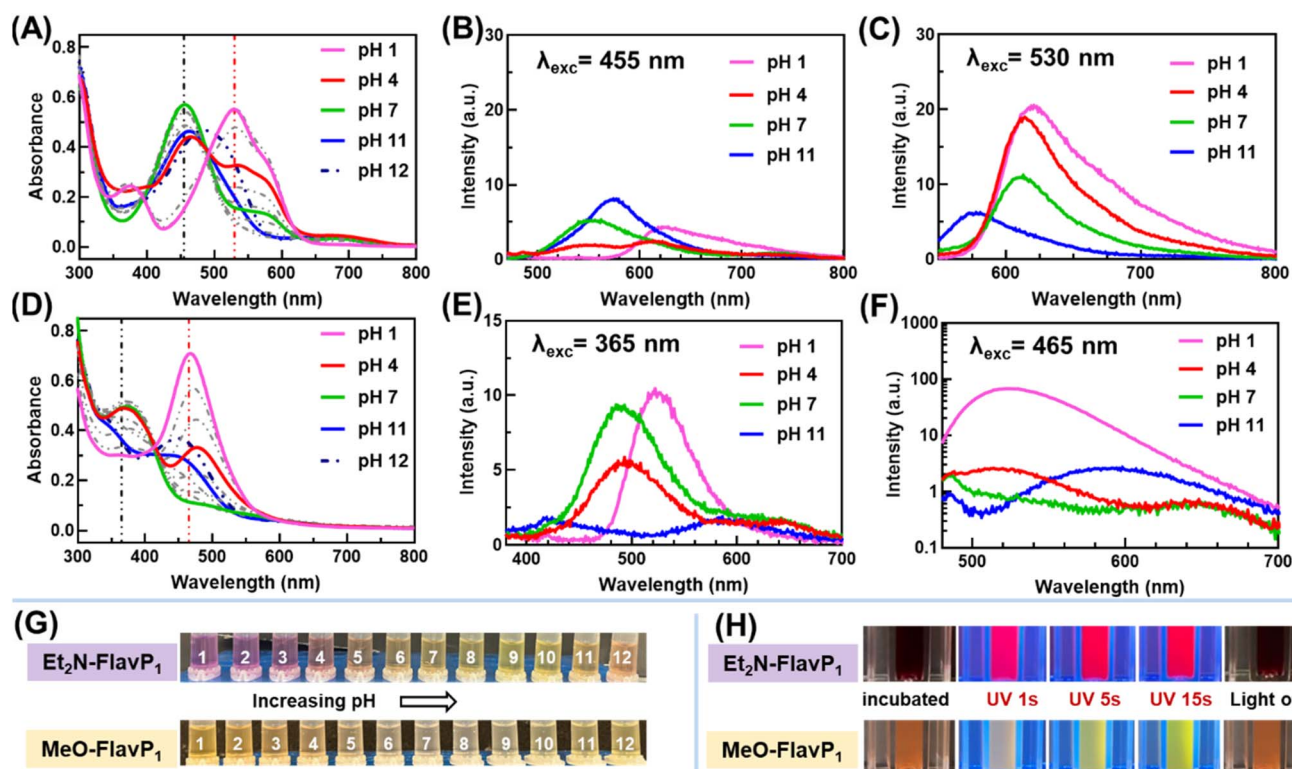 (A)
pH 1
pH 4
pH 7
pH 11
pH 12
Absorbance
0.8
0.6
0.4
0.2
0.0
300 400 500 600 700 800
Wavelength (nm)
(B)
λexc= 455 nm
pH 1
pH 4
pH 7
pH 11
Intensity (a.u.)
30
20
10
0
500 600 700 800
Wavelength (nm)
(C)
λexc= 530 nm
pH 1
pH 4
pH 7
pH 11
Intensity (a.u.)
30
20
10
0
600 700 800
Wavelength (nm)
(D)
pH 1
pH 4
pH 7
pH 11
pH 12
Absorbance
0.8
0.6
0.4
0.2
0.0
300 400 500 600 700 800
Wavelength (nm)
(E)
λexc= 365 nm
pH 1
pH 4
pH 7
pH 11
Intensity (a.u.)
15
10
5
0
400 500 600 700
Wavelength (nm)
(F)
λexc= 465 nm
pH 1
pH 4
pH 7
pH 11
Intensity (a.u.)
1000
100
10
1
0.1
500 600 700
Wavelength (nm)
(G)
Et₂N-FlavP₁
1 2 3 4 5 6 7 8 9 10 11 12
Increasing pH
MeO-FlavP₁
1 2 3 4 5 6 7 8 9 10 11 12
(H)
Et₂N-FlavP₁
incubated UV 1s UV 5s UV 15s Light o
MeO-FlavP₁